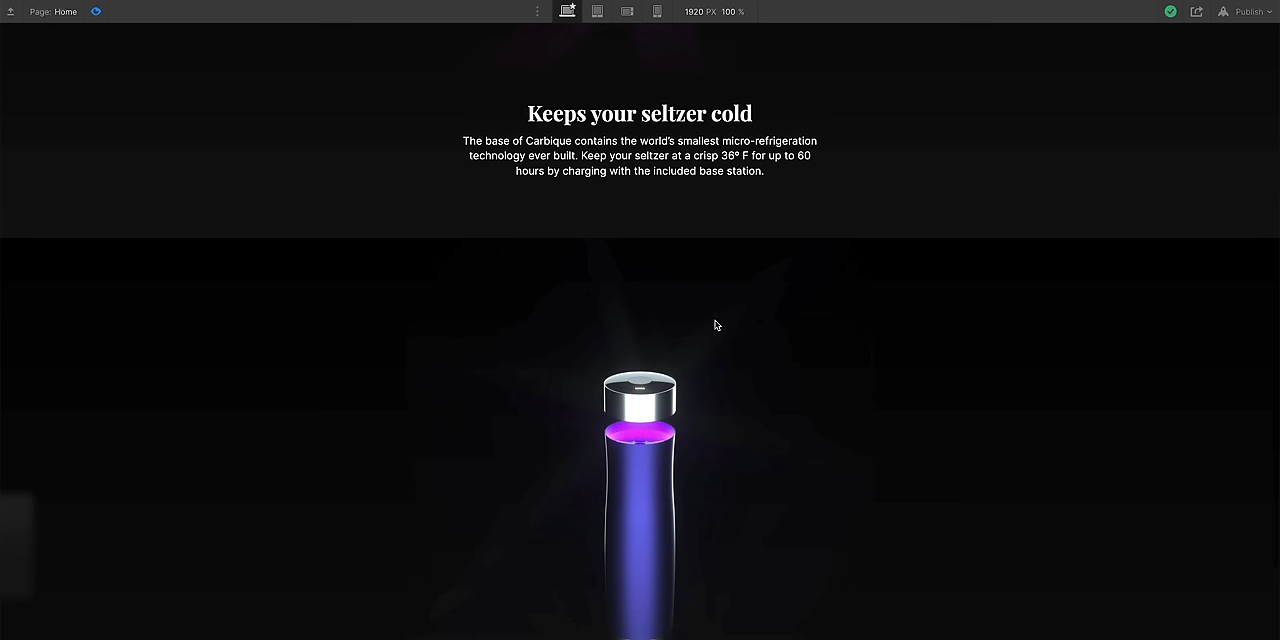 Page: Home
1920 PX 100 %
Publish
Keeps your seltzer cold
The base of Carbique contains the world's smallest micro-refrigeration
technology ever built. Keep your seltzer at a crisp 36º F for up to 60
hours by charging with the included base station.